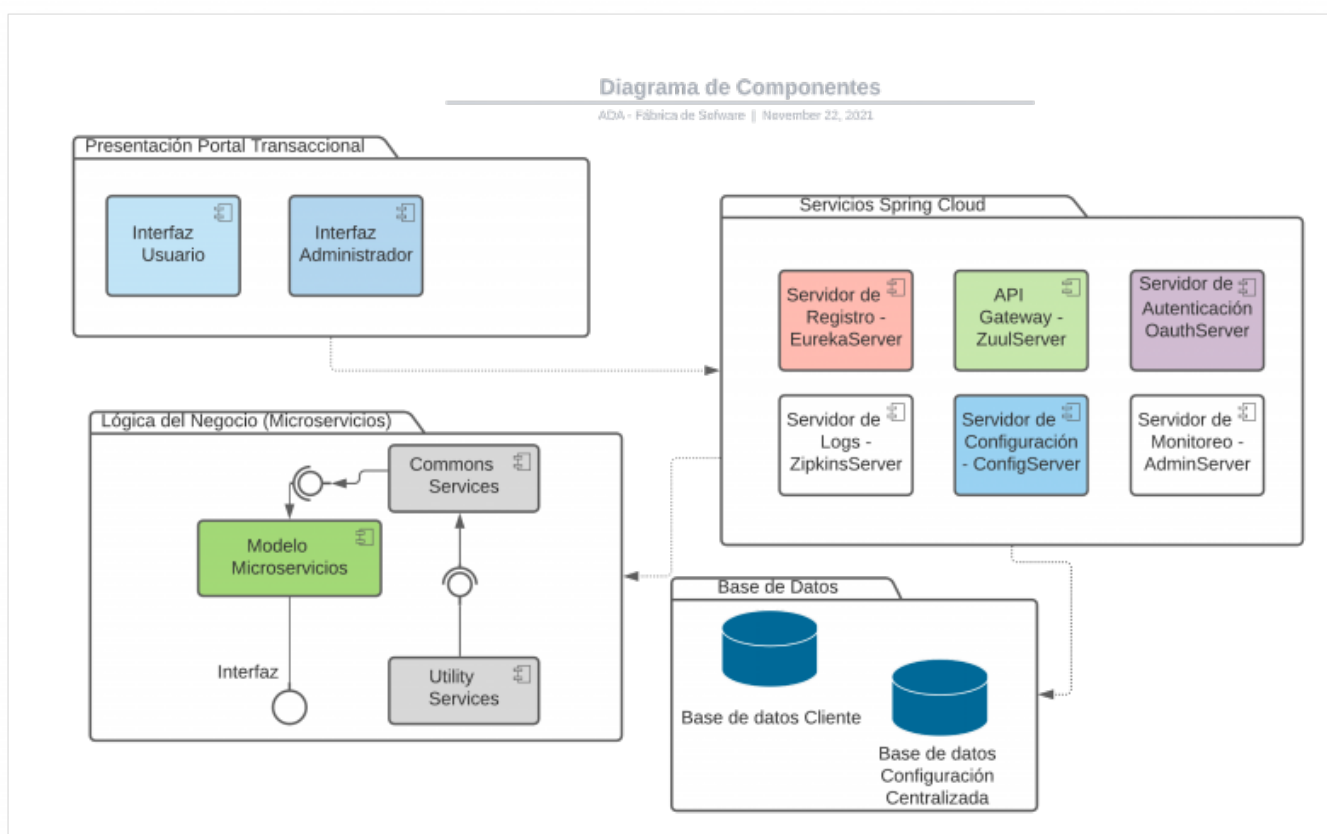 Diagrama de Componentes
ADA - Fábrica de Sofware || November 22, 2021
Presentación Portal Transaccional
Interfaz
Usuario
Interfaz
Administrador
Servicios Spring Cloud
Servidor de
Registro -
EurekaServer
API
Gateway -
ZuulServer
Servidor de
Autenticación
OauthServer
Servidor de
Logs -
ZipkinsServer
Servidor de
Configuración
- ConfigServer
Servidor de
Monitoreo -
AdminServer
Lógica del Negocio (Microservicios)
Commons
Services
Modelo
Microservicios
Interfaz
Utility
Services
Base de Datos
Base de datos Cliente
Base de datos
Configuración
Centralizada